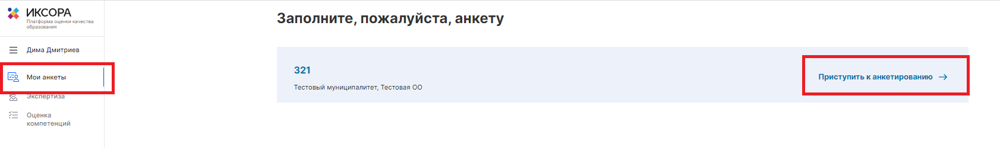 ИКСОРА
Платформа оценки качества
образования
Дима Дмитриев
Мои анкеты
Экспертиза
Оценка
компетенций
Заполните, пожалуйста, анкету
321
Тестовый муниципалитет, Тестовая ОО
Приступить к анкетированию →